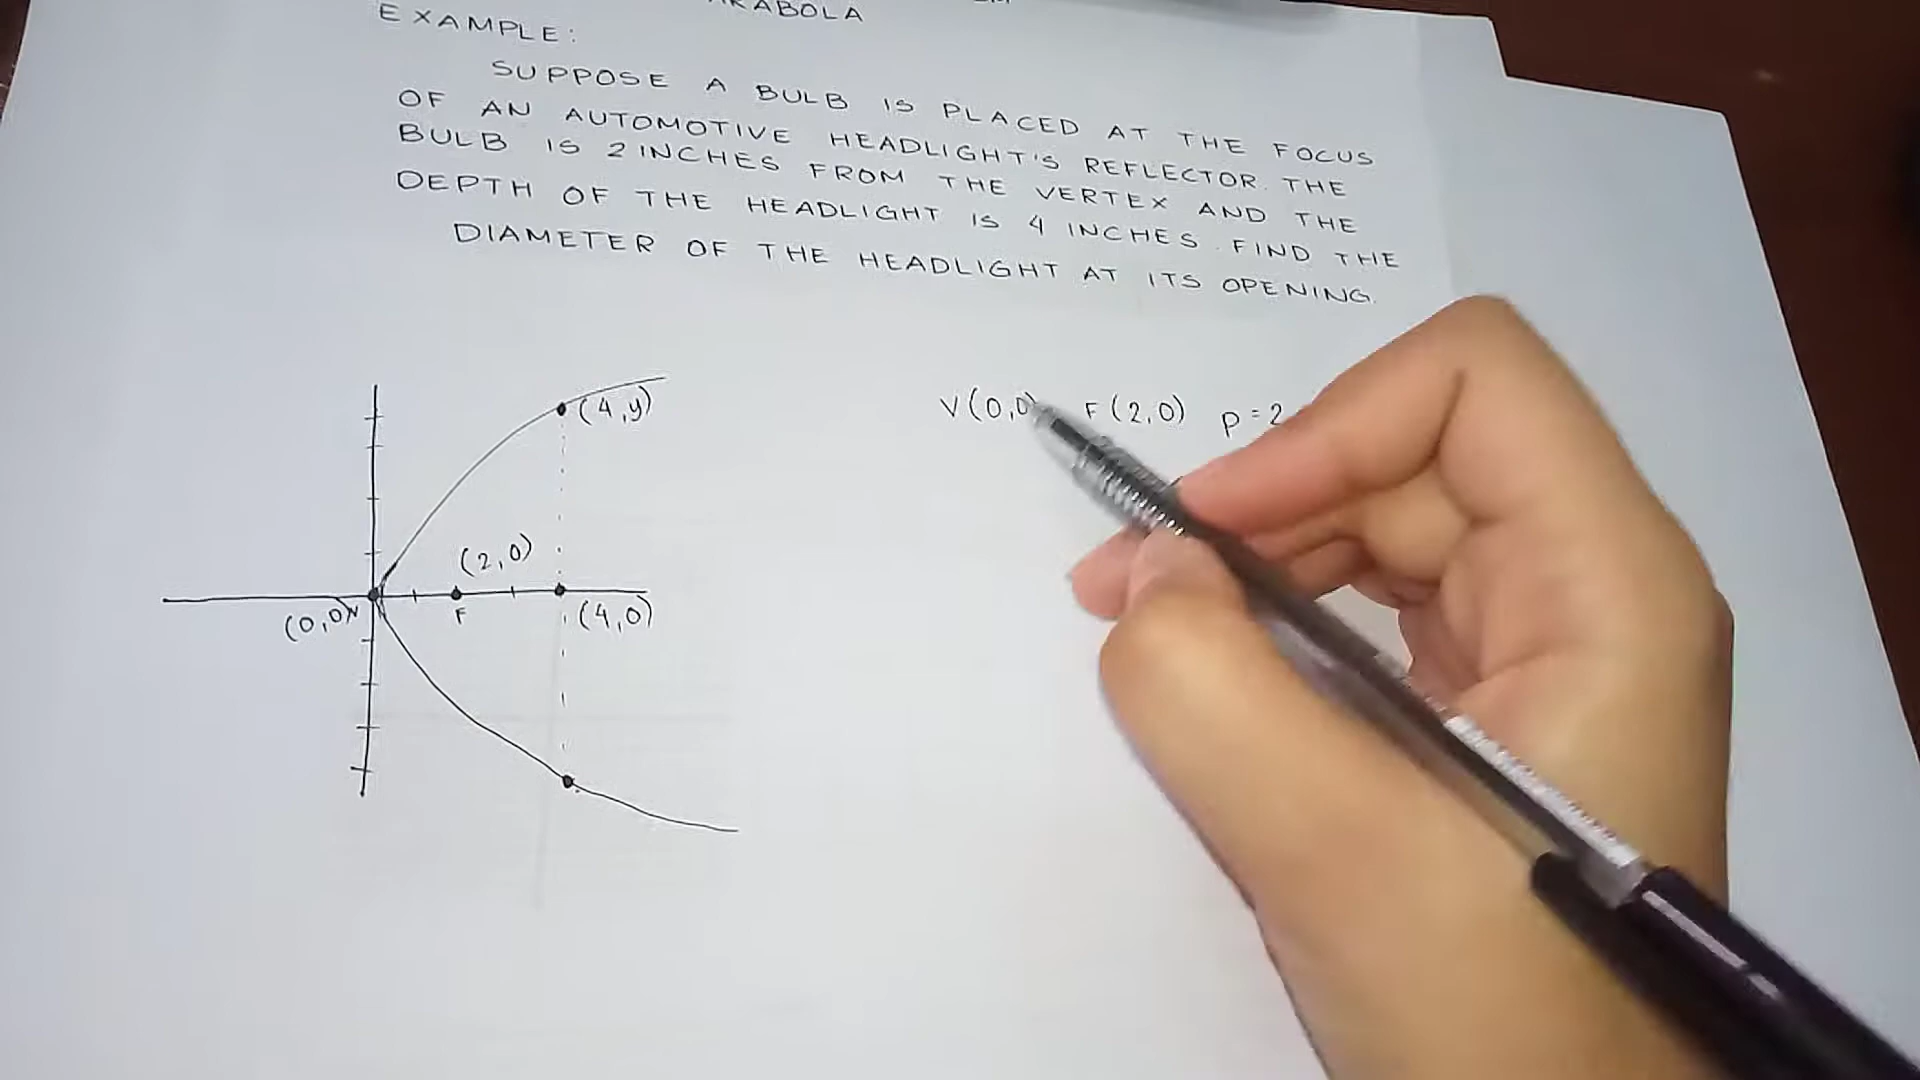 EXAMPLE:
SUPPOSE A BULB IS PLACED AT THE FOCUS
OF AN AUTOMOTIVE HEADLIGHT'S REFLECTOR. THE
BULB IS 2 INCHES FROM THE VERTEX AND THE
DEPTH OF THE HEADLIGHT IS 4 INCHES. FIND THE
DIAMETER OF THE HEADLIGHT AT ITS OPENING.
V(0,0) F(2,0) p=2
(4,y)
(2,0)
(0,0) V F (4,0)